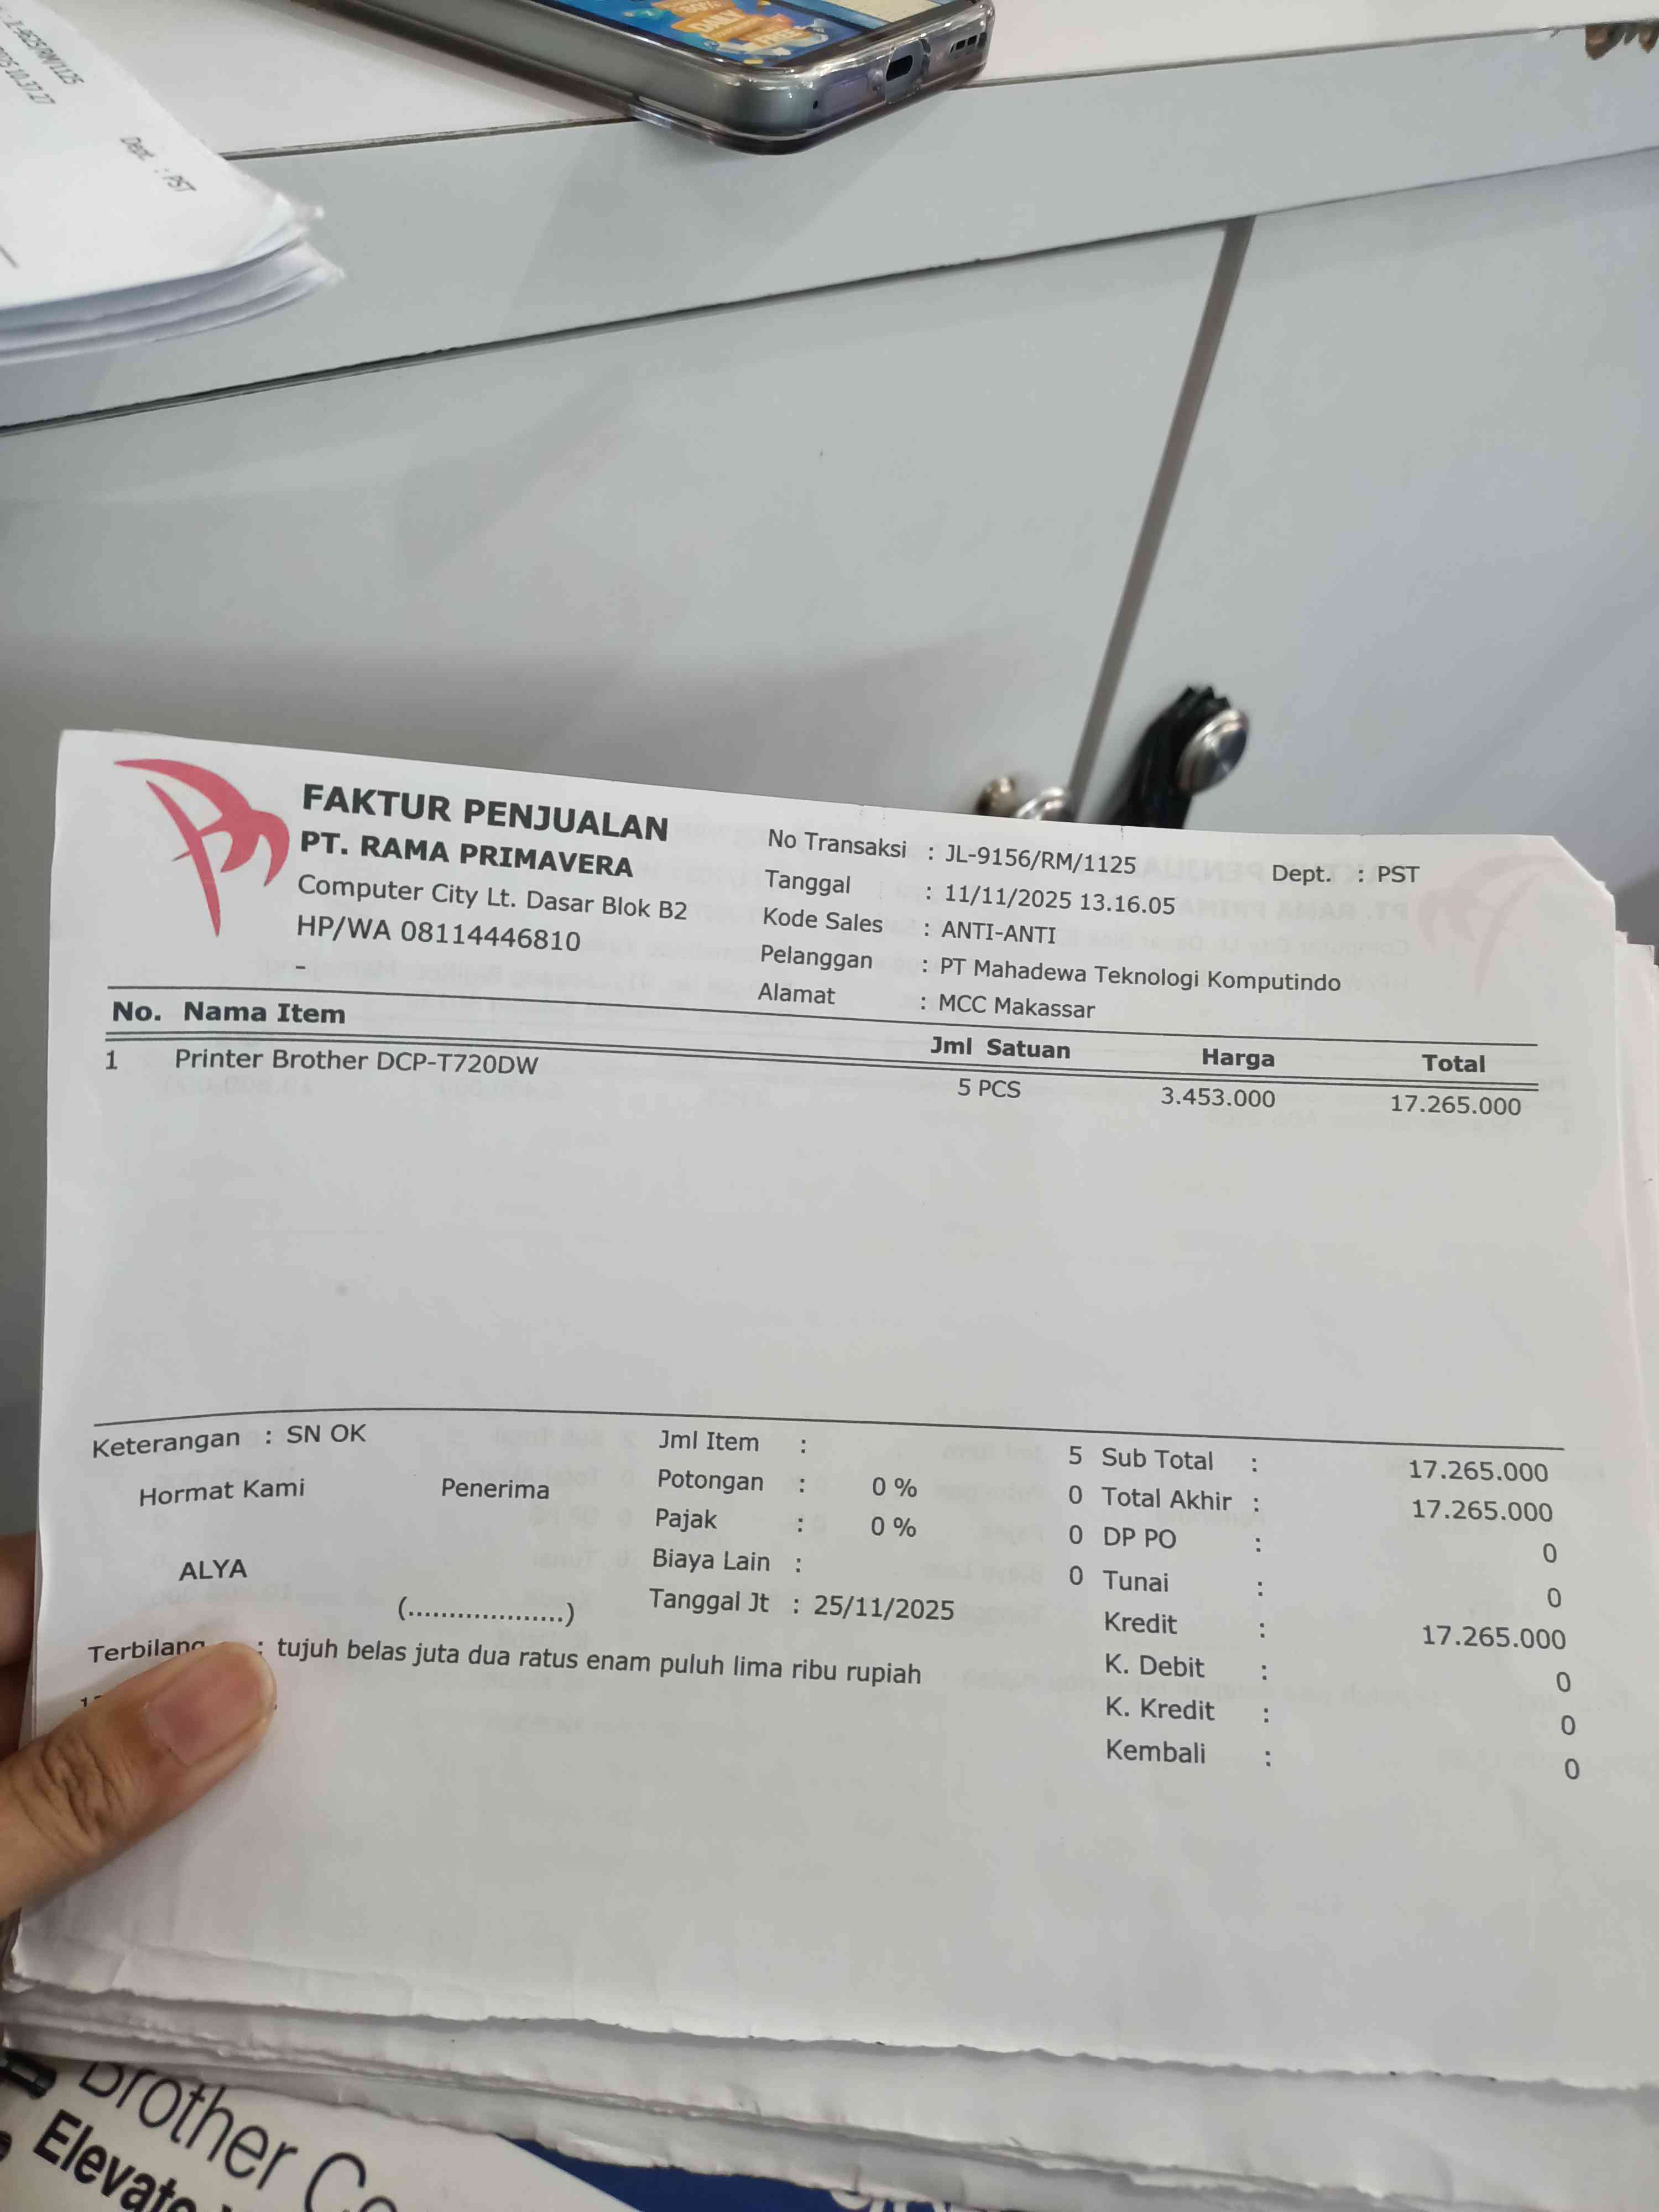 DAILY
FREE
Dept. : PST
FAKTUR PENJUALAN
PT. RAMA PRIMAVERA
Computer City Lt. Dasar Blok B2
HP/WA 08114446810
-
No Transaksi : JL-9156/RM/1125
Dept. : PST
Tanggal : 11/11/2025 13.16.05
Kode Sales : ANTI-ANTI
Pelanggan : PT Mahadewa Teknologi Komputindo
Alamat : MCC Makassar
No. Nama Item Jml Satuan Harga Total
1 Printer Brother DCP-T720DW 5 PCS 3.453.000 17.265.000
Keterangan : SN OK
Hormat Kami Penerima
ALYA
(...................)
Jml Item : 5
Potongan : 0 % 0
Pajak : 0 % 0
Biaya Lain : 0
Tanggal Jt : 25/11/2025
Sub Total : 17.265.000
Total Akhir : 17.265.000
DP PO : 0
Tunai : 0
Kredit : 17.265.000
K. Debit : 0
K. Kredit : 0
Kembali : 0
Terbilang : tujuh belas juta dua ratus enam puluh lima ribu rupiah
Brother
Elevate